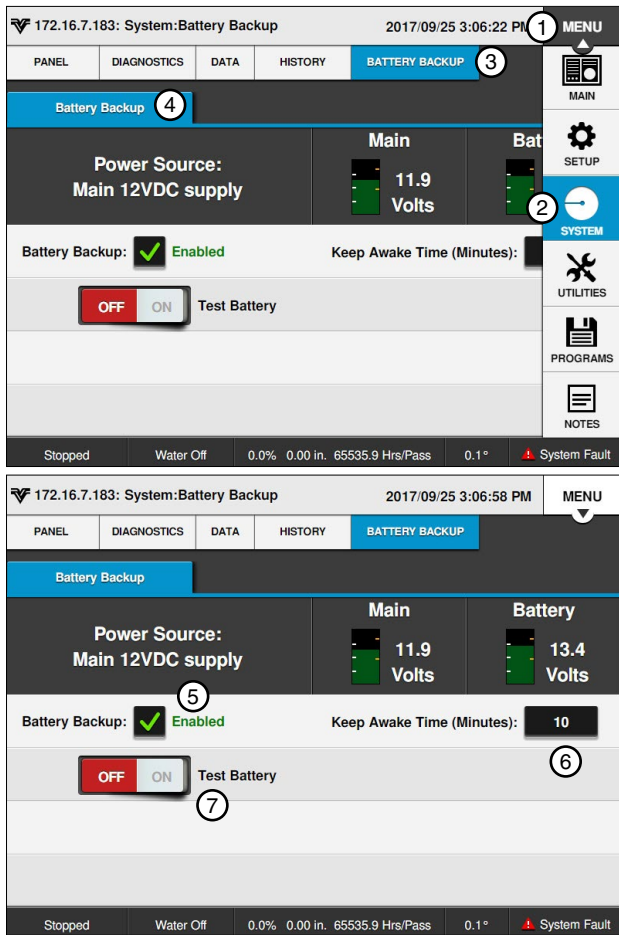 172.16.7.183: System:Battery Backup 2017/09/25 3:06:22 PM 1 MENU
PANEL DIAGNOSTICS DATA HISTORY BATTERY BACKUP 3
MAIN
Battery Backup 4
Main Bat
Power Source:
Main 12VDC supply
11.9
Volts
SETUP
2
SYSTEM
Battery Backup: Enabled Keep Awake Time (Minutes):
UTILITIES
OFF ON Test Battery
PROGRAMS
NOTES
Stopped Water Off 0.0% 0.00 in. 65535.9 Hrs/Pass 0.1° System Fault
172.16.7.183: System:Battery Backup 2017/09/25 3:06:58 PM MENU
PANEL DIAGNOSTICS DATA HISTORY BATTERY BACKUP
Battery Backup
Main Battery
Power Source:
Main 12VDC supply
11.9 13.4
Volts Volts
5
Battery Backup: Enabled Keep Awake Time (Minutes): 10
6
OFF ON Test Battery
7
Stopped Water Off 0.0% 0.00 in. 65535.9 Hrs/Pass 0.1° System Fault